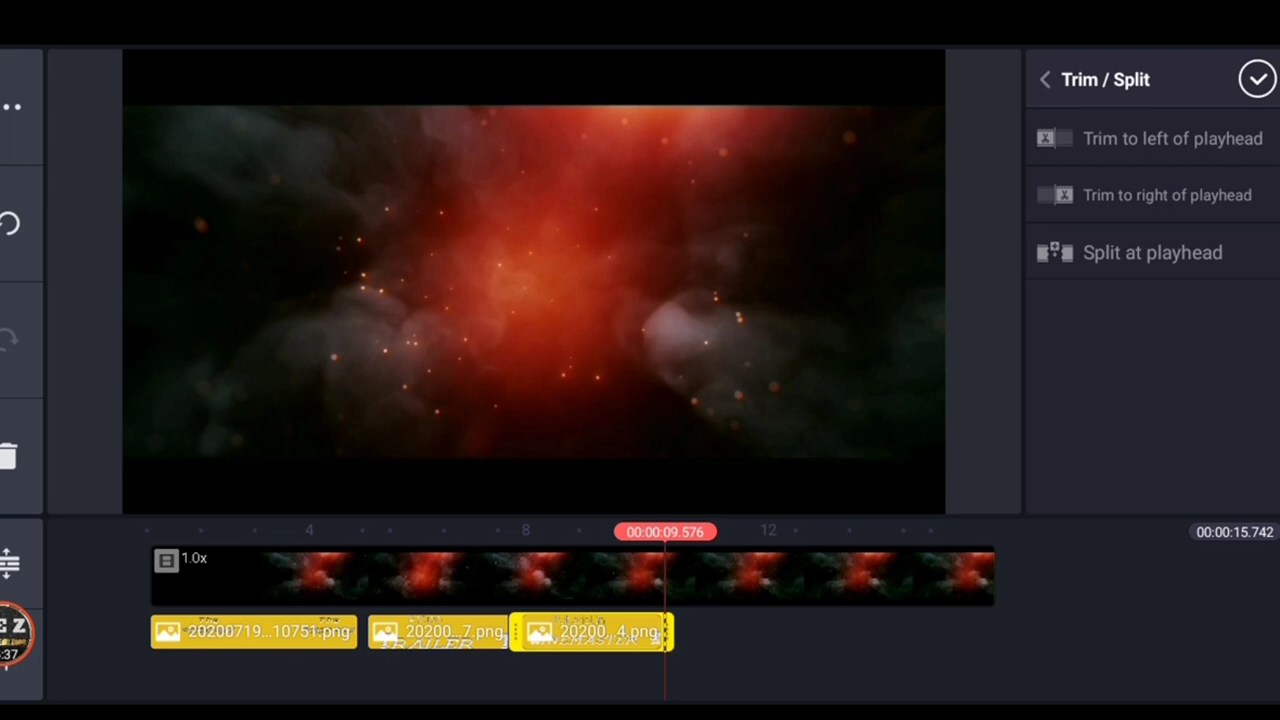 Trim / Split
Trim to left of playhead
Trim to right of playhead
Split at playhead
4
8
00:00:09.576
12
00:00:15.742
1.0x
20200719...10751.png
20200...7.png
20200...4.png
TRAILER
KINEMASTER
E Z
:37